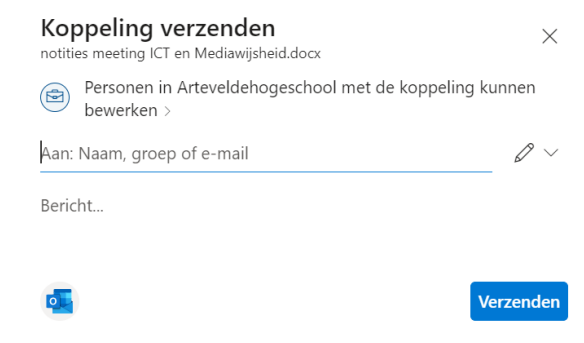 Koppeling verzenden
notities meeting ICT en Mediawijsheid.docx
Personen in Arteveldehogeschool met de koppeling kunnen
bewerken >
Aan: Naam, groep of e-mail
Bericht...
Verzenden